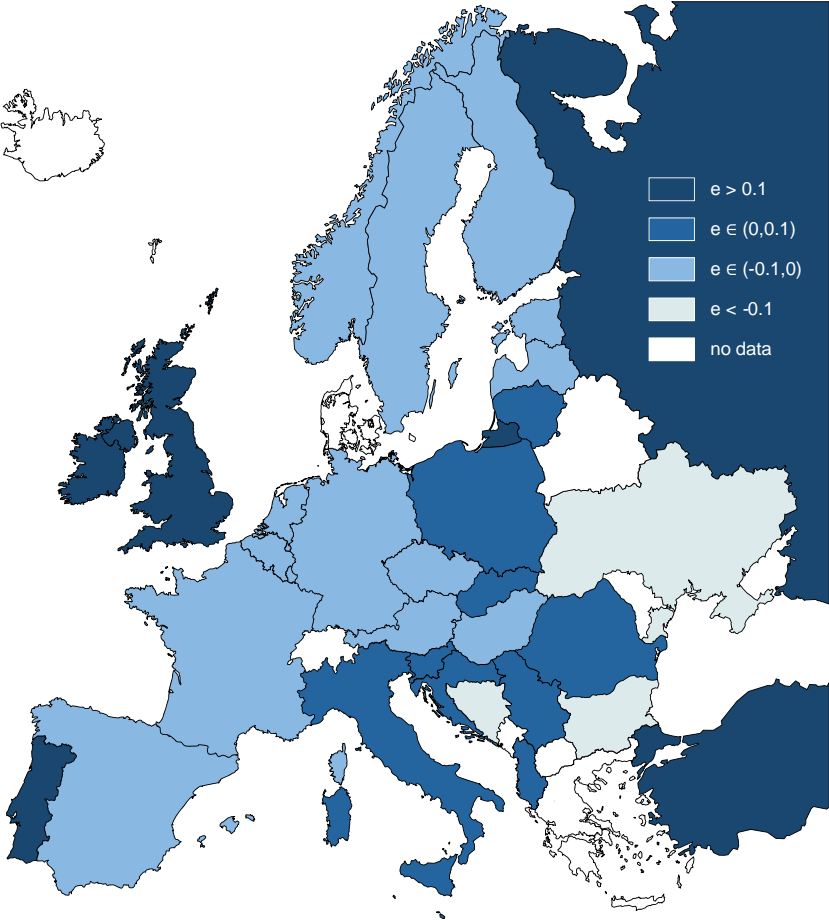 e > 0.1
e ∈ (0,0.1)
e ∈ (-0.1,0)
e < -0.1
no data